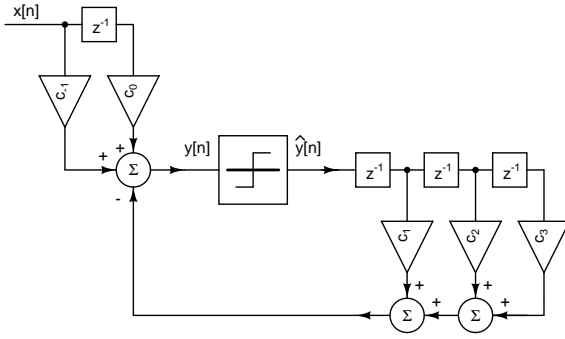 x[n]
z⁻¹
c₋₁
c₀
+
+
Σ
-
y[n]
ŷ[n]
z⁻¹
z⁻¹
z⁻¹
c₁
c₂
c₃
+
+
+
+
Σ
Σ